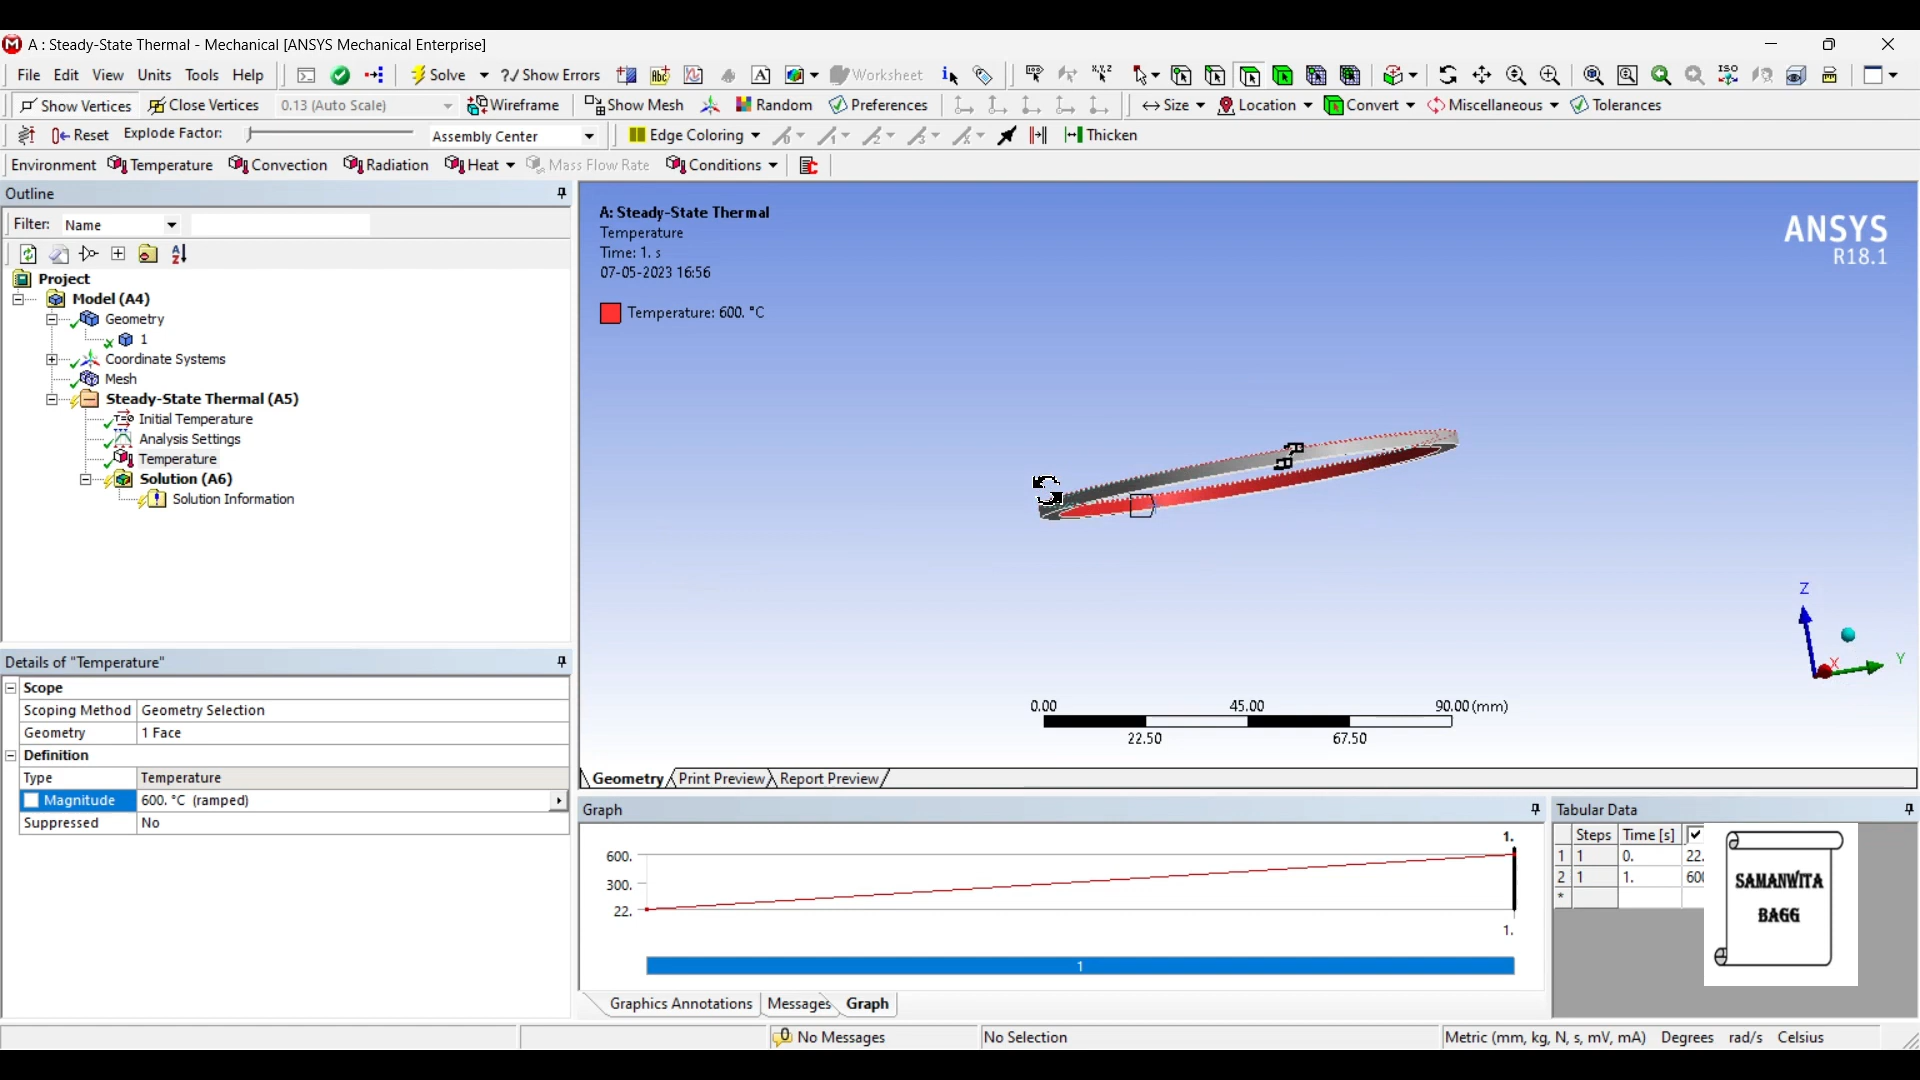 A : Steady-State Thermal - Mechanical [ANSYS Mechanical Enterprise]
File Edit View Units Tools Help Solve ?/ Show Errors Worksheet
Show Vertices Close Vertices 0.13 (Auto Scale) Wireframe Show Mesh Random Preferences Size Location Convert Miscellaneous Tolerances
Reset Explode Factor: Assembly Center Edge Coloring Thicken
Environment Temperature Convection Radiation Heat Mass Flow Rate Conditions
Outline
Filter: Name
Project
Model (A4)
Geometry
1
Coordinate Systems
Mesh
Steady-State Thermal (A5)
Initial Temperature
Analysis Settings
Temperature
Solution (A6)
Solution Information
Details of "Temperature"
Scope
Scoping Method Geometry Selection
Geometry 1 Face
Definition
Type Temperature
Magnitude 600. °C (ramped)
Suppressed No
A: Steady-State Thermal
Temperature
Time: 1. s
07-05-2023 16:56
Temperature: 600. °C
ANSYS
R18.1
Z
Y
X
0.00 45.00 90.00 (mm)
22.50 67.50
Geometry Print Preview Report Preview
Graph
1.
600.
300.
22.
1.
1
Graphics Annotations Messages Graph
Tabular Data
Steps Time [s]
1 1 0. 22.
2 1 1. 600
*
SAMANWITA
BAGG
0 No Messages No Selection Metric (mm, kg, N, s, mV, mA) Degrees rad/s Celsius